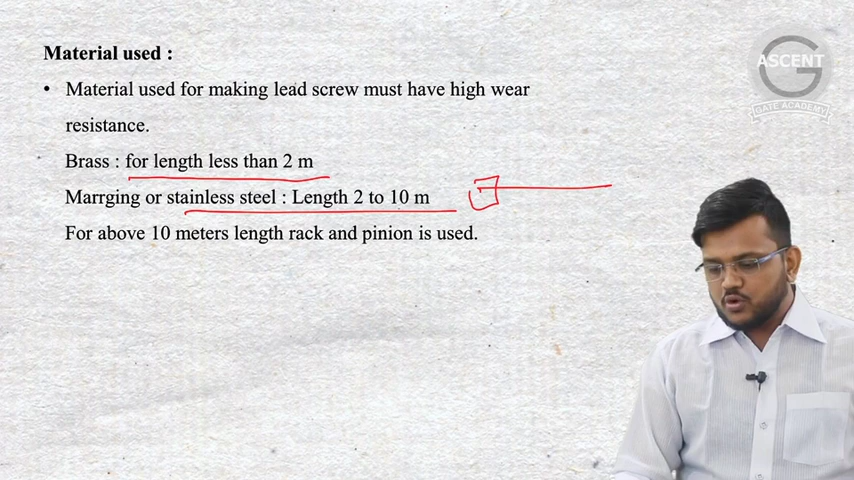 Material used :
• Material used for making lead screw must have high wear
resistance.
Brass : for length less than 2 m
Marrging or stainless steel : Length 2 to 10 m
For above 10 meters length rack and pinion is used.
G
ASCENT
GATE ACADEMY